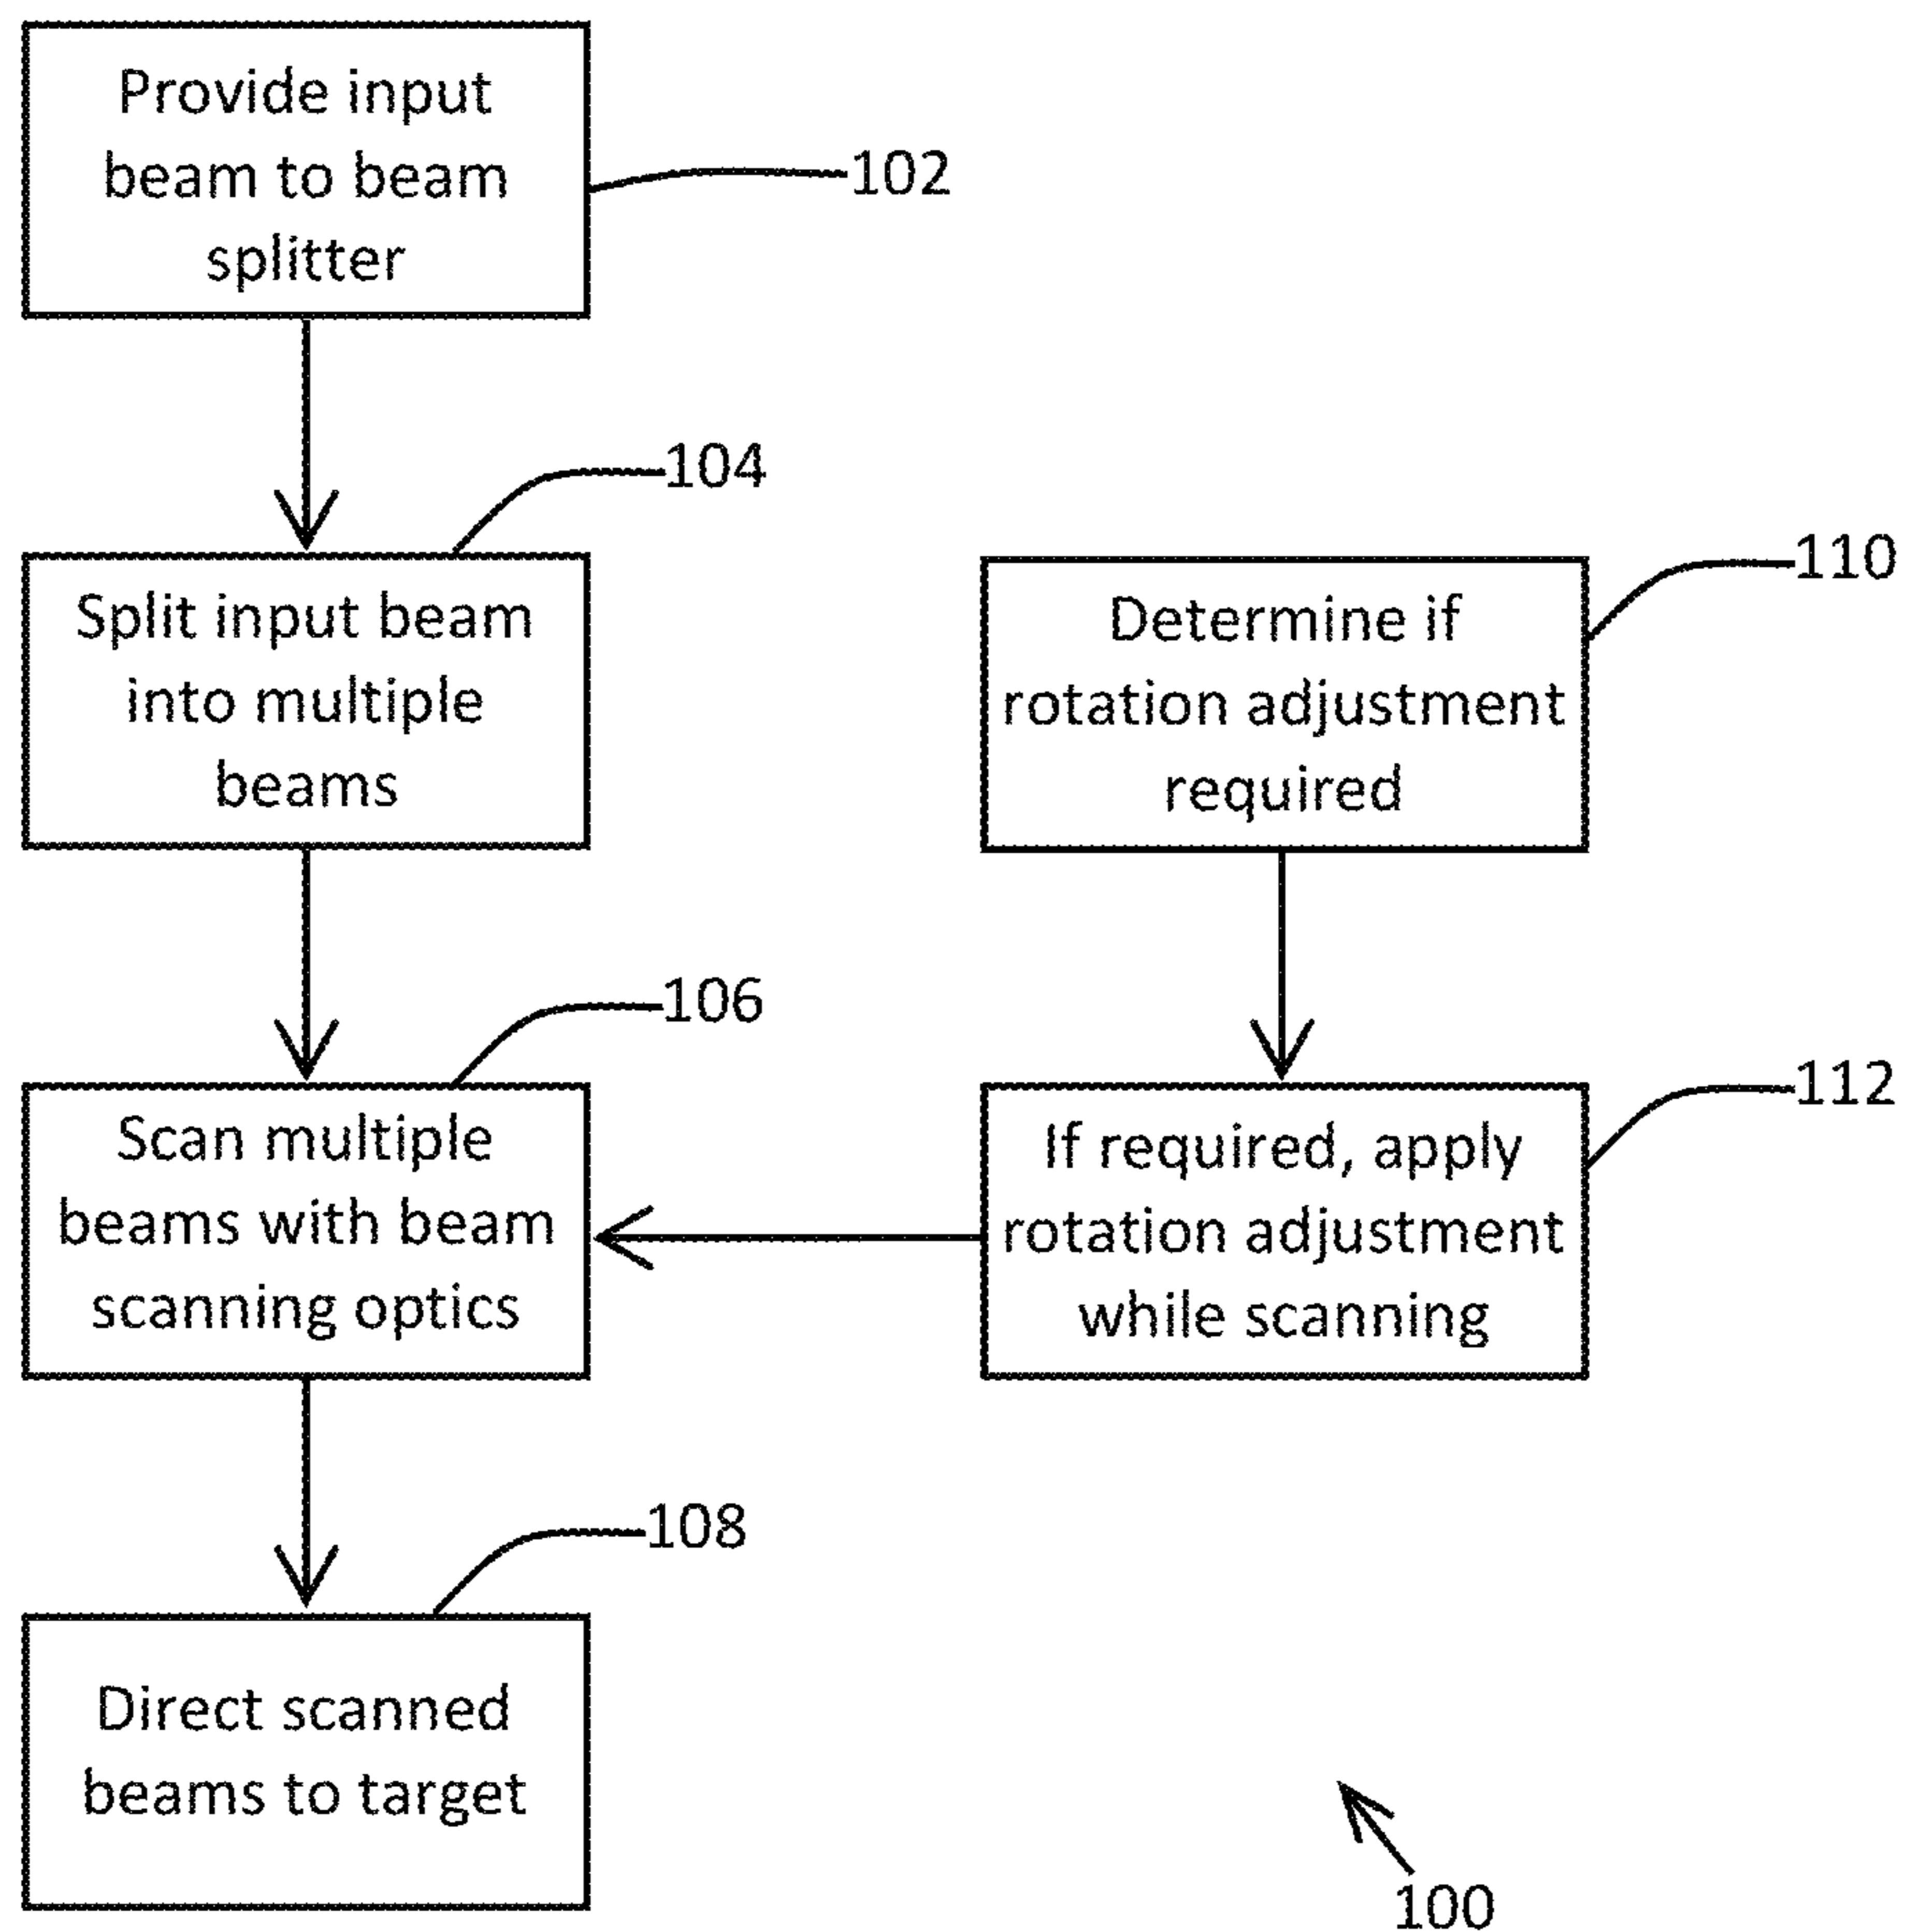 Provide input
beam to beam
splitter
102
104
Split input beam
into multiple
beams
110
Determine if
rotation adjustment
required
106
Scan multiple
beams with beam
scanning optics
112
If required, apply
rotation adjustment
while scanning
108
Direct scanned
beams to target
100